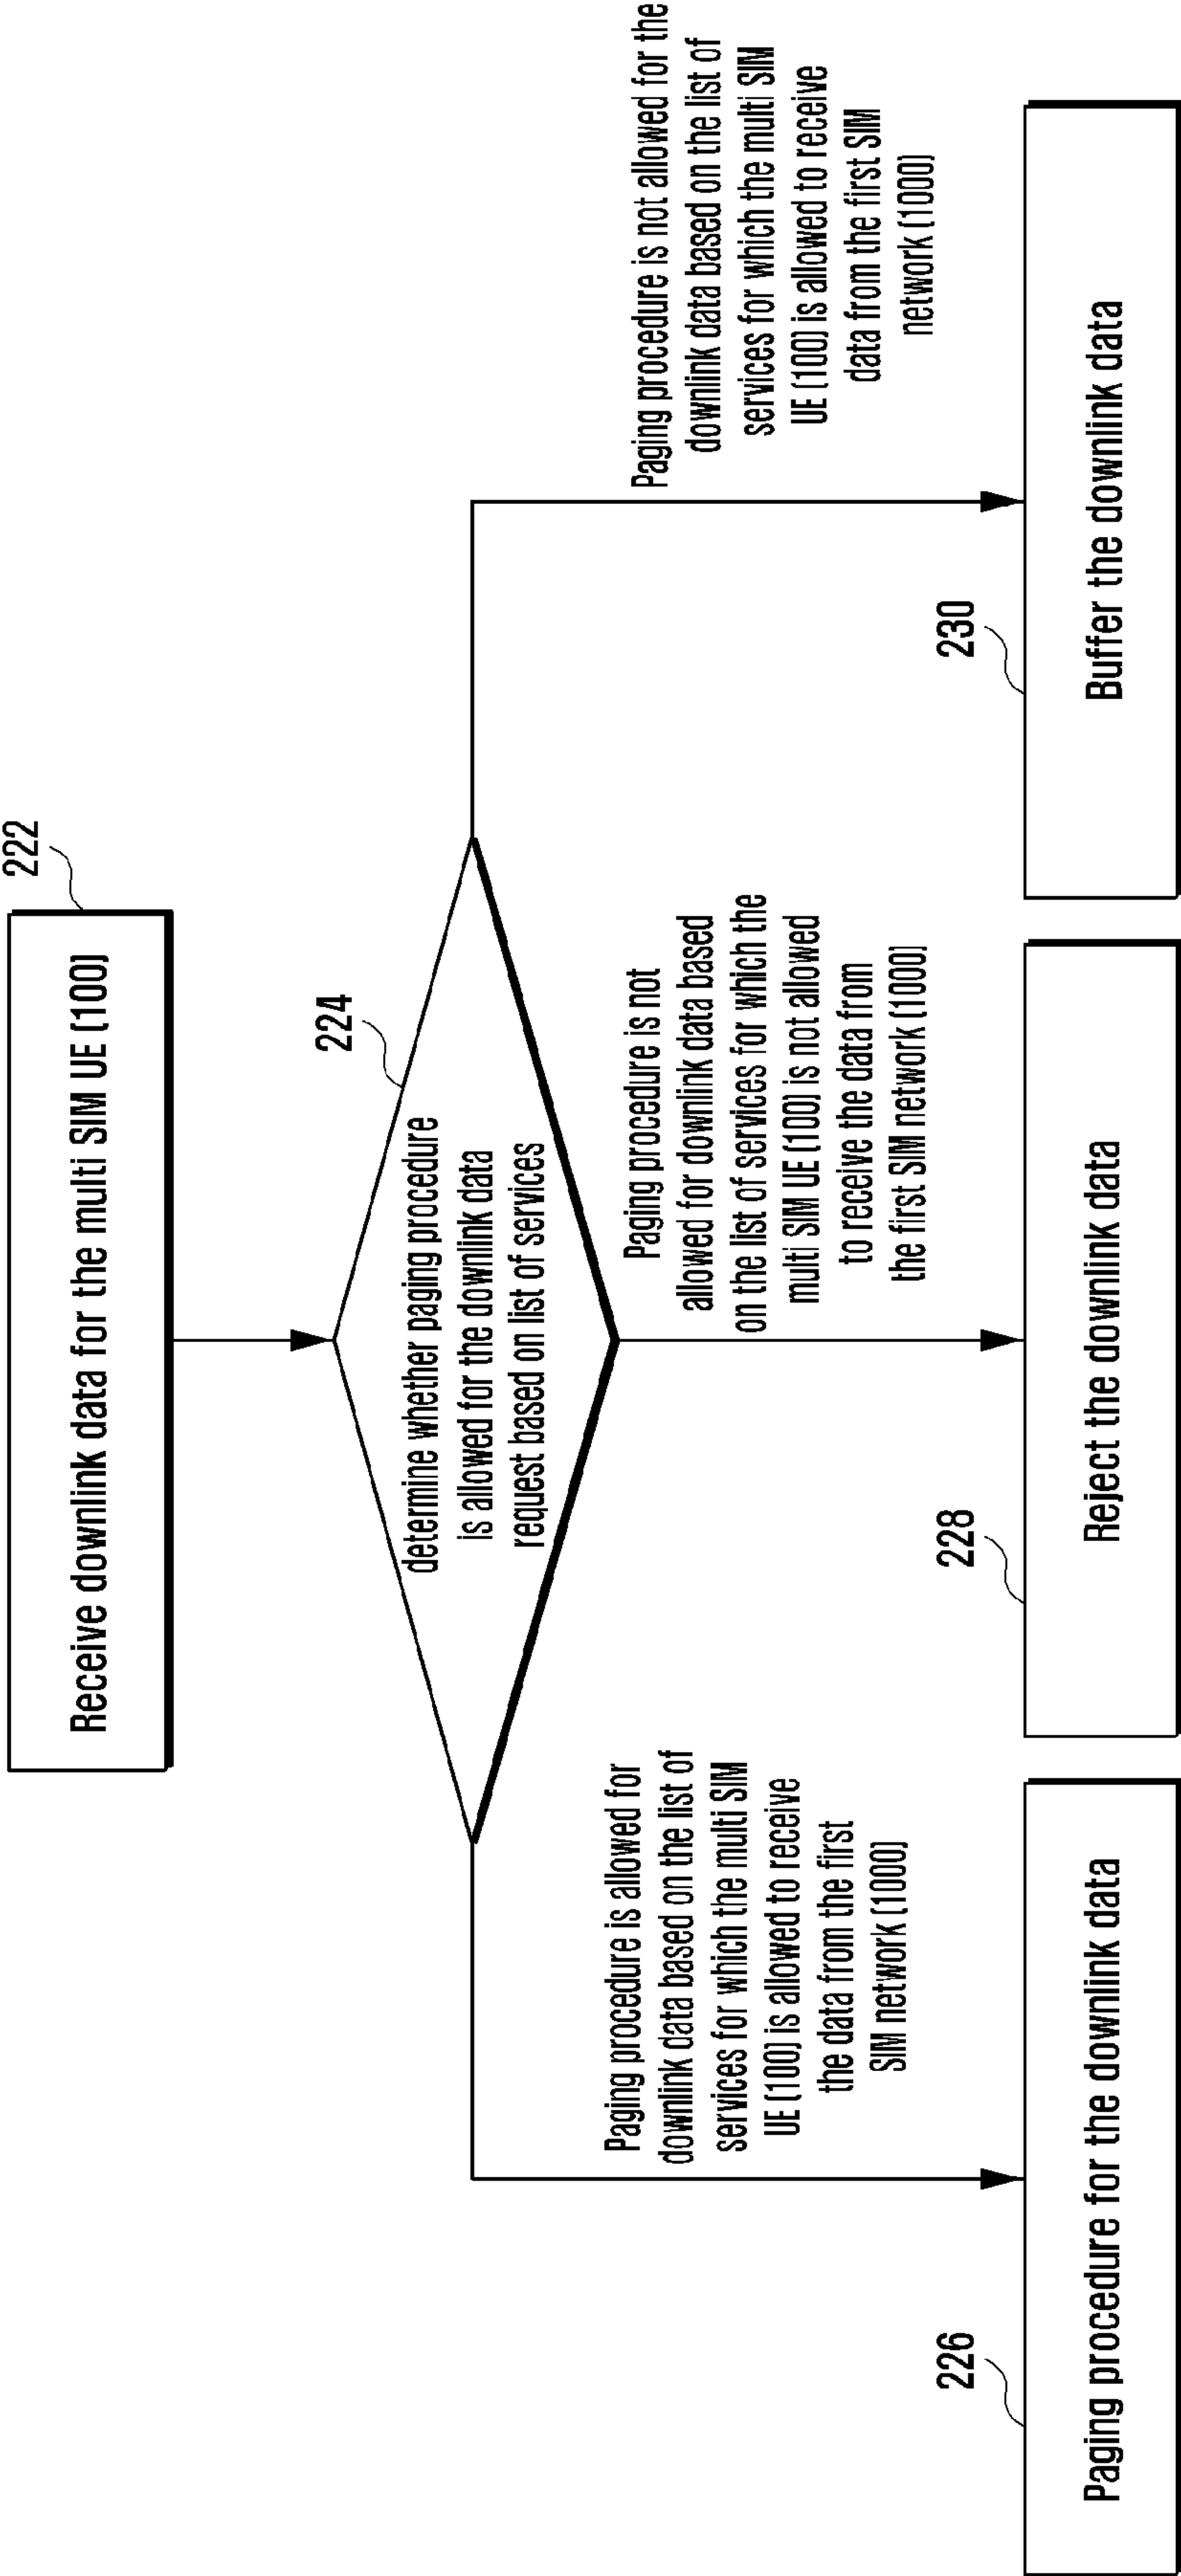 222
Receive downlink data for the multi SIM UE (100)
224
determine whether paging procedure
is allowed for the downlink data
request based on list of services
Paging procedure is allowed for
downlink data based on the list of
services for which the multi SIM
UE (100) is allowed to receive
the data from the first
SIM network (1000)
Paging procedure is not
allowed for downlink data based
on the list of services for which the
multi SIM UE (100) is not allowed
to receive the data from
the first SIM network (1000)
Paging procedure is not allowed for the
downlink data based on the list of
services for which the multi SIM
UE (100) is allowed to receive
data from the first SIM
network (1000)
226
Paging procedure for the downlink data
228
Reject the downlink data
230
Buffer the downlink data